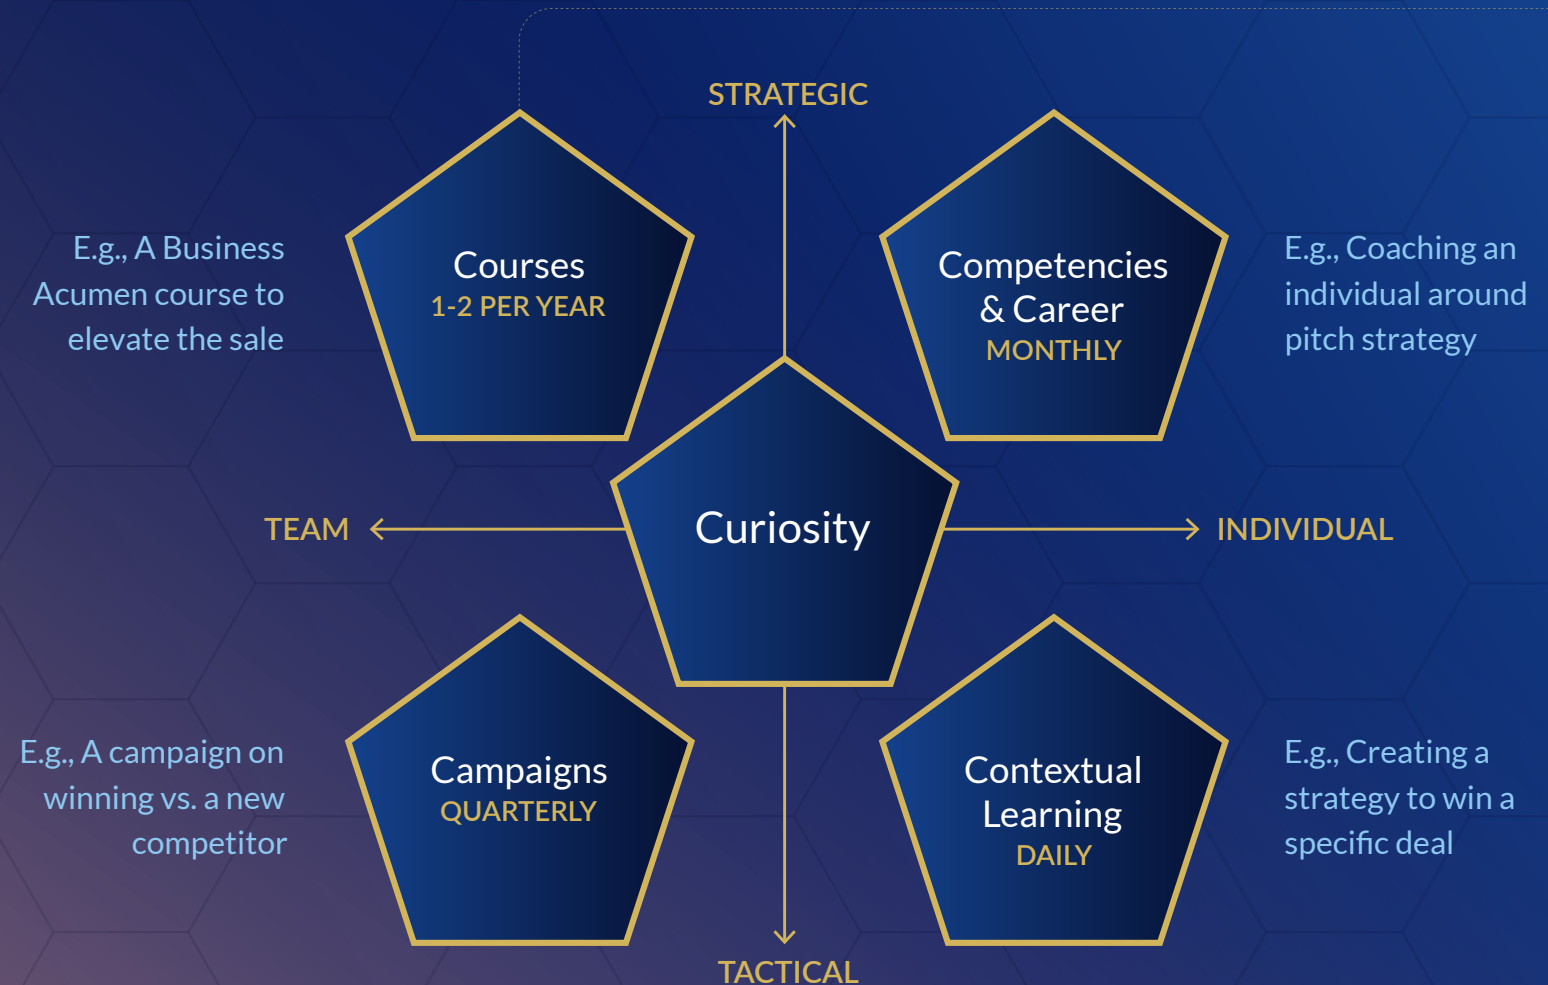 STRATEGIC
E.g., A Business
Acumen course to
elevate the sale
Courses
1-2 PER YEAR
Competencies
& Career
MONTHLY
E.g., Coaching an
individual around
pitch strategy
TEAM
Curiosity
INDIVIDUAL
E.g., A campaign on
winning vs. a new
competitor
Campaigns
QUARTERLY
Contextual
Learning
DAILY
E.g., Creating a
strategy to win a
specific deal
TACTICAL